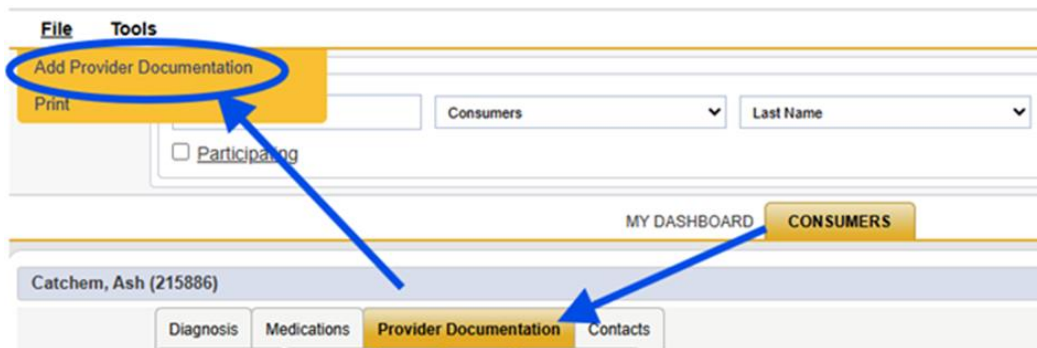 File Tools
Add Provider Documentation
Print
Consumers Last Name
Participating
MY DASHBOARD CONSUMERS
Catchem, Ash (215886)
Diagnosis Medications Provider Documentation Contacts